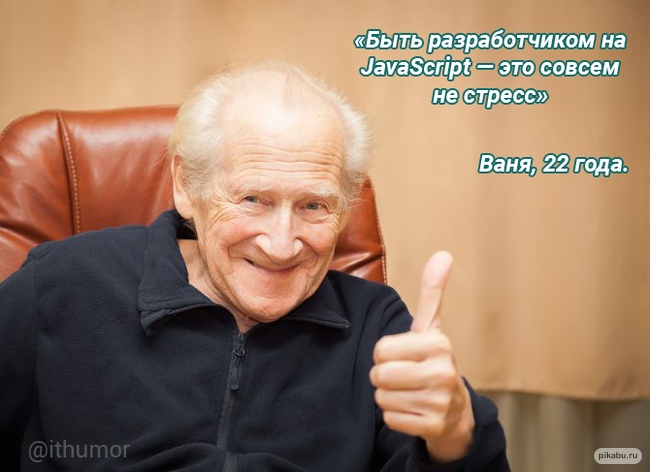 «Быть разработчиком на
JavaScript — это совсем
не стресс»
Ваня, 22 года.
@ithumor
pikabu.ru